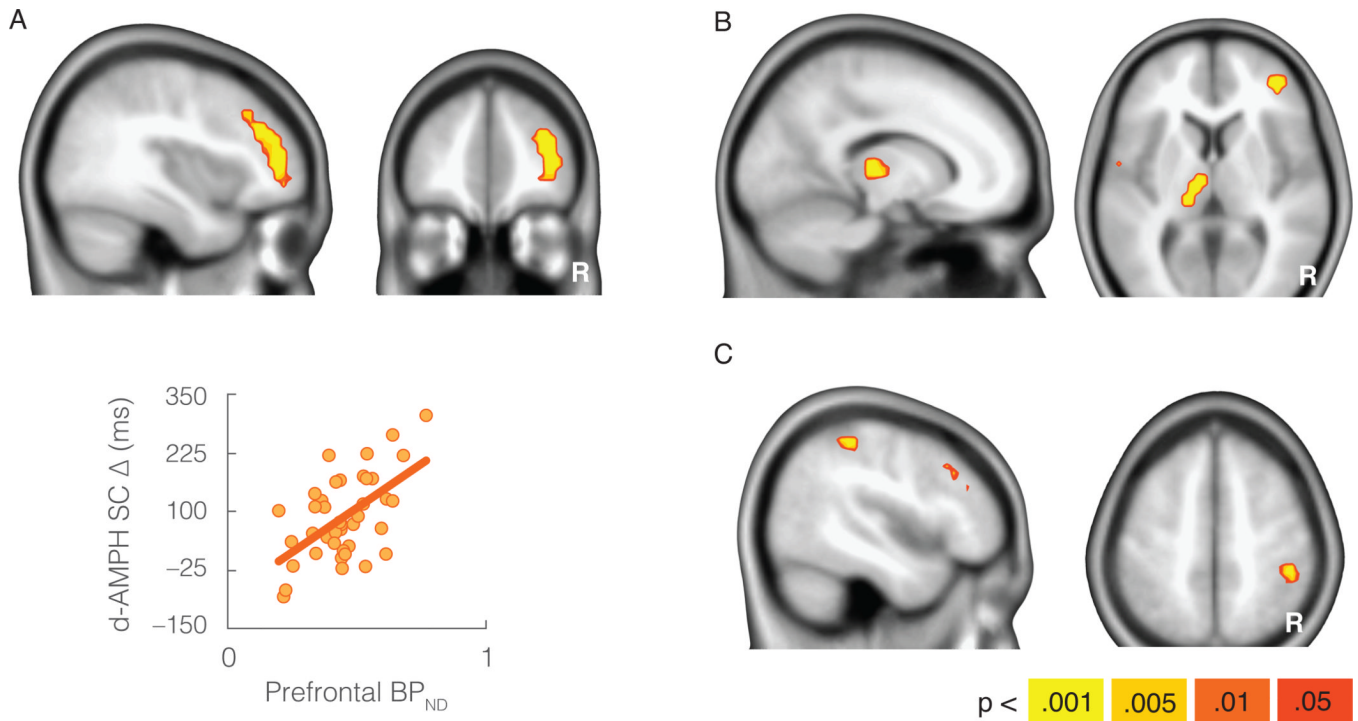 A
R
d-AMPH SC Δ (ms)
350
225
100
−25
−150
0
1
Prefrontal BP_ND
B
R
C
R
p < .001 .005 .01 .05